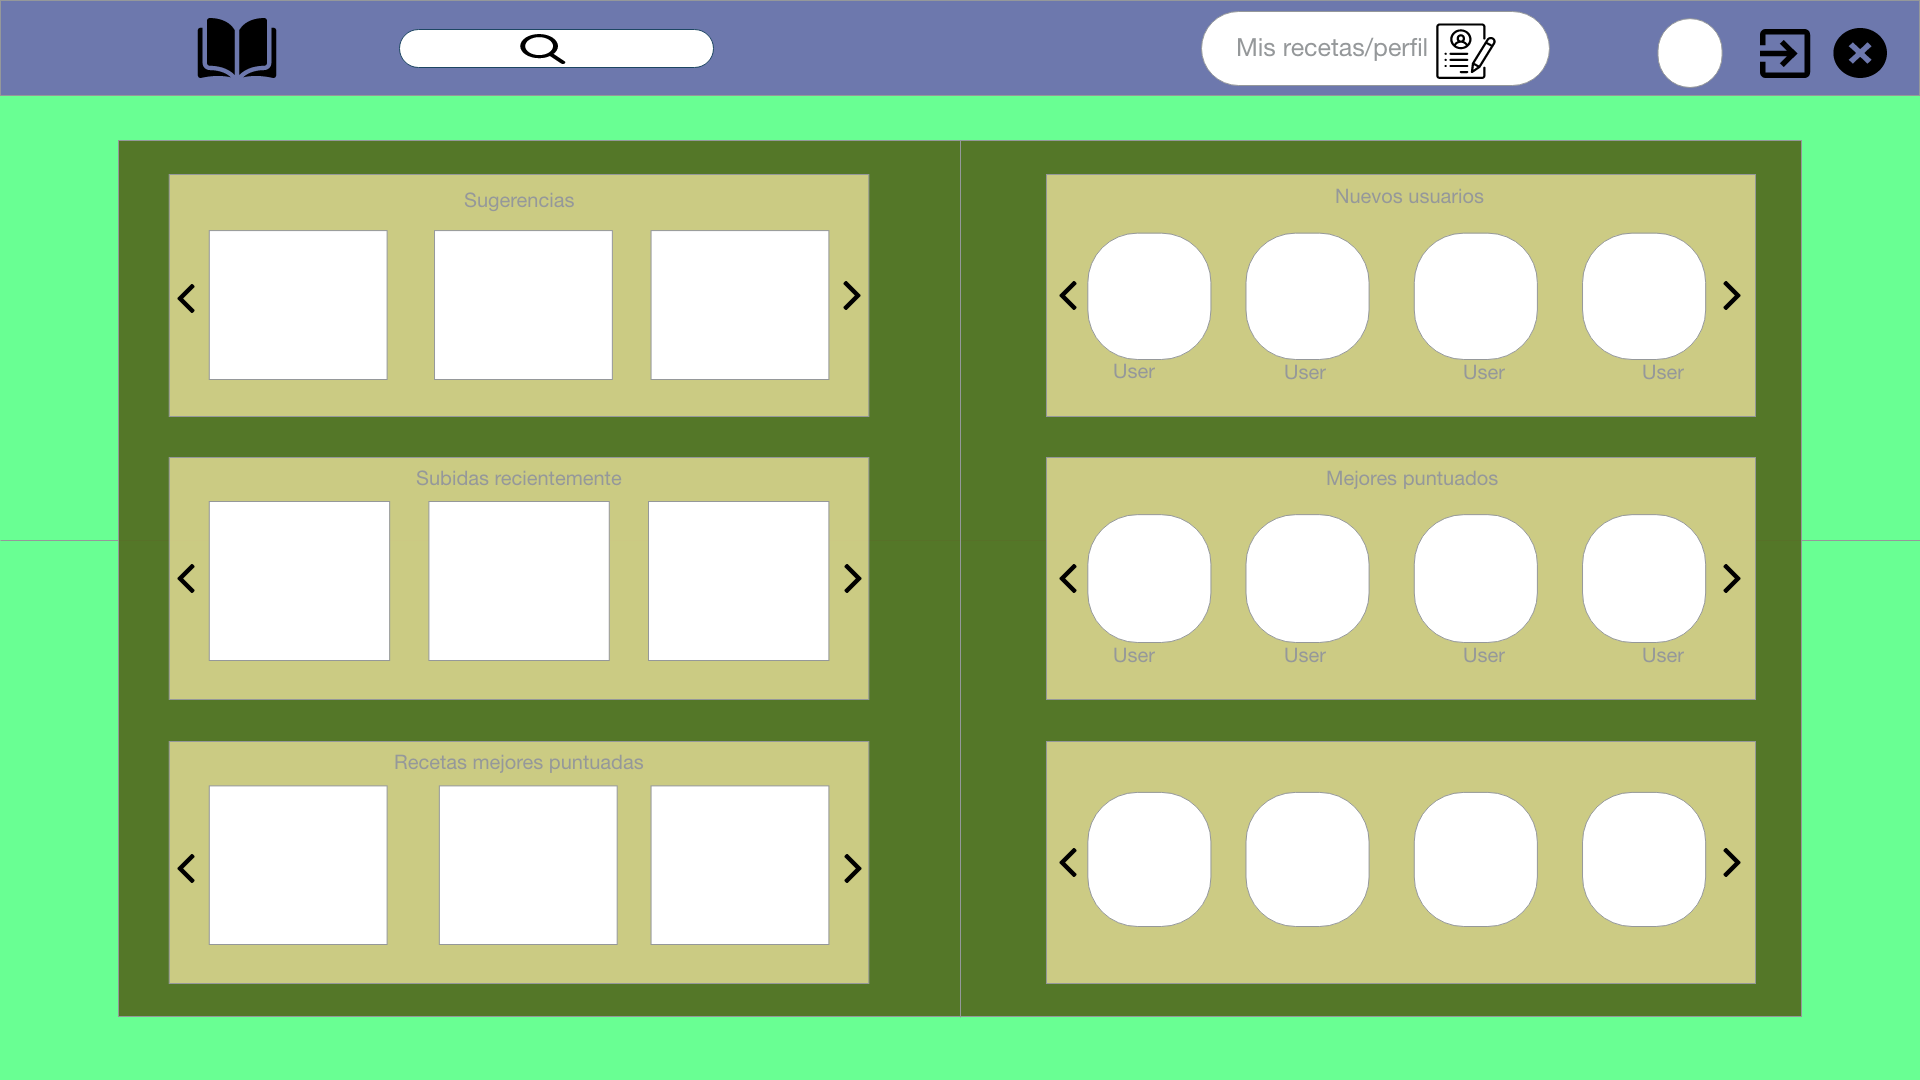 Mis recetas/perfil
Sugerencias
Subidas recientemente
Recetas mejores puntuadas
Nuevos usuarios
User User User User
Mejores puntuados
User User User User